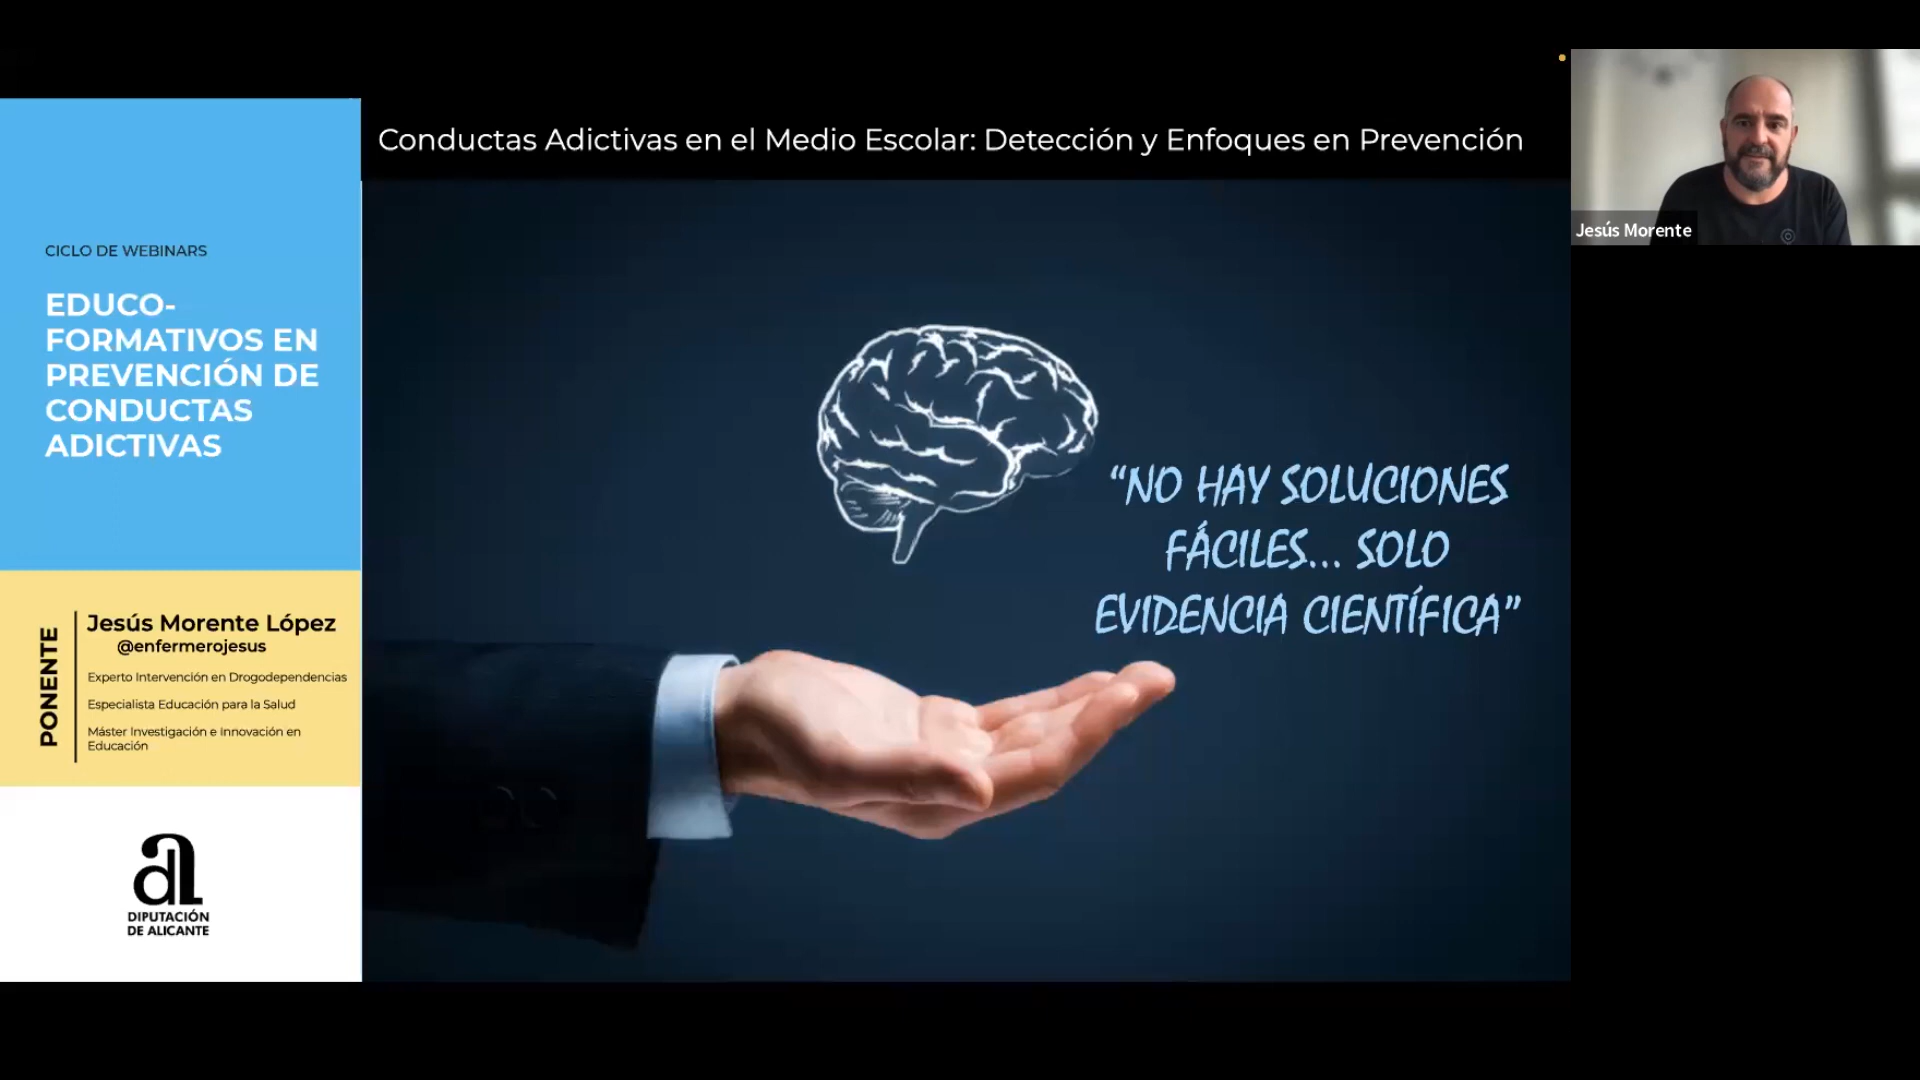 Conductas Adictivas en el Medio Escolar: Detección y Enfoques en Prevención
CICLO DE WEBINARS
EDUCO-
FORMATIVOS EN
PREVENCIÓN DE
CONDUCTAS
ADICTIVAS
PONENTE
Jesús Morente López
@enfermerojesus
Experto Intervención en Drogodependencias
Especialista Educación para la Salud
Máster Investigación e Innovación en
Educación
DIPUTACIÓN
DE ALICANTE
“NO HAY SOLUCIONES
FÁCILES... SOLO
EVIDENCIA CIENTÍFICA”
Jesús Morente